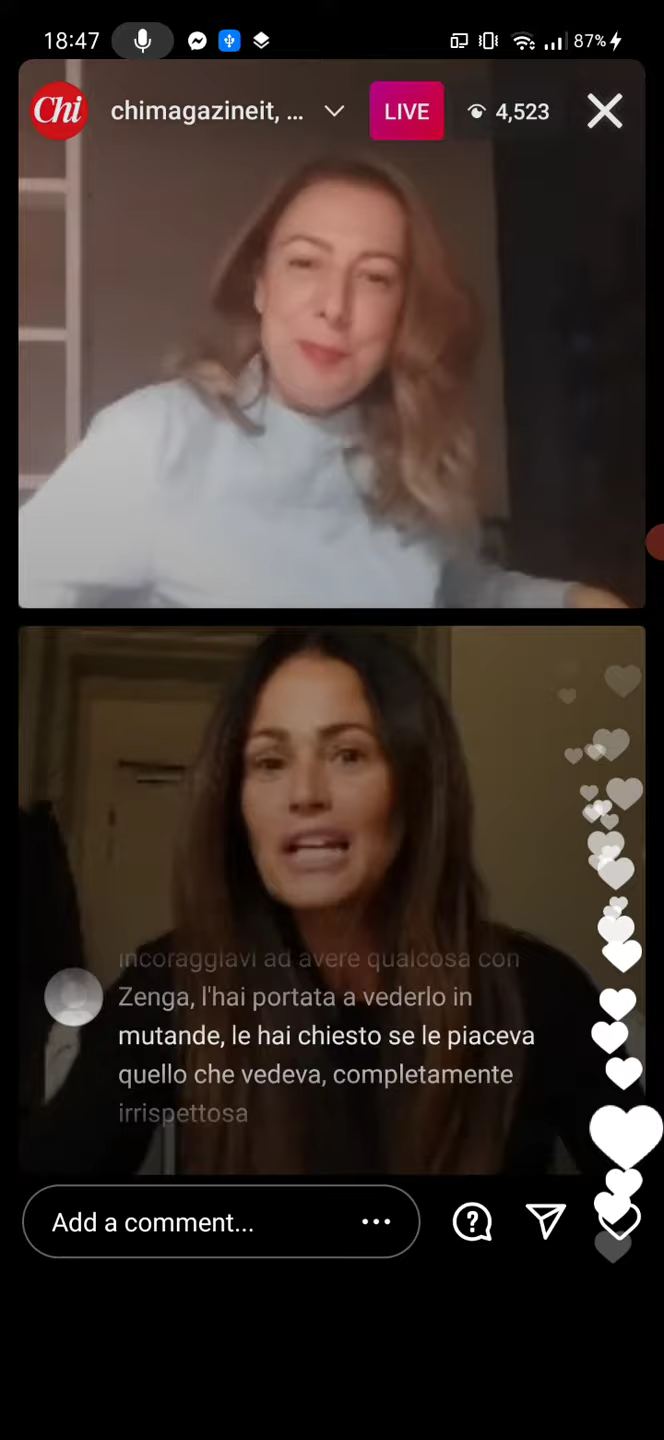 18:47
87%
Chi
chimagazineit, ...
LIVE
4,523
incoraggiavi ad avere qualcosa con
Zenga, l'hai portata a vederlo in
mutande, le hai chiesto se le piaceva
quello che vedeva, completamente
irrispettosa
Add a comment...